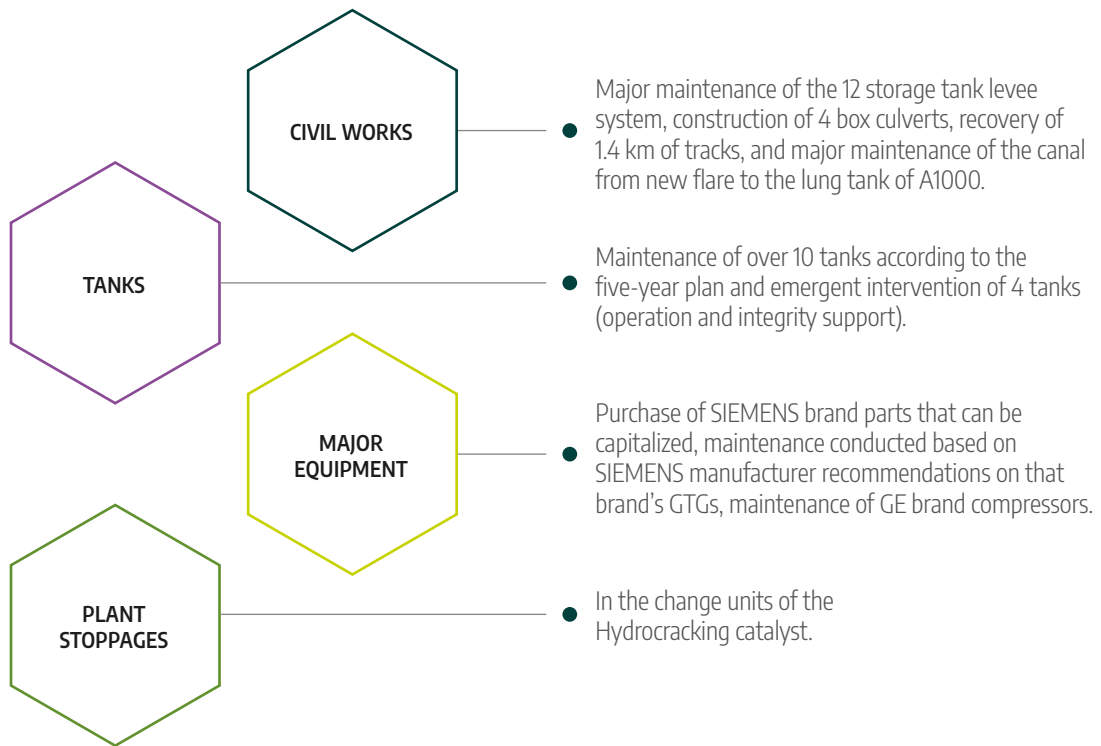 CIVIL WORKS
Major maintenance of the 12 storage tank levee
system, construction of 4 box culverts, recovery of
1.4 km of tracks, and major maintenance of the canal
from new flare to the lung tank of A1000.
TANKS
Maintenance of over 10 tanks according to the
five-year plan and emergent intervention of 4 tanks
(operation and integrity support).
MAJOR
EQUIPMENT
Purchase of SIEMENS brand parts that can be
capitalized, maintenance conducted based on
SIEMENS manufacturer recommendations on that
brand’s GTGs, maintenance of GE brand compressors.
PLANT
STOPPAGES
In the change units of the
Hydrocracking catalyst.